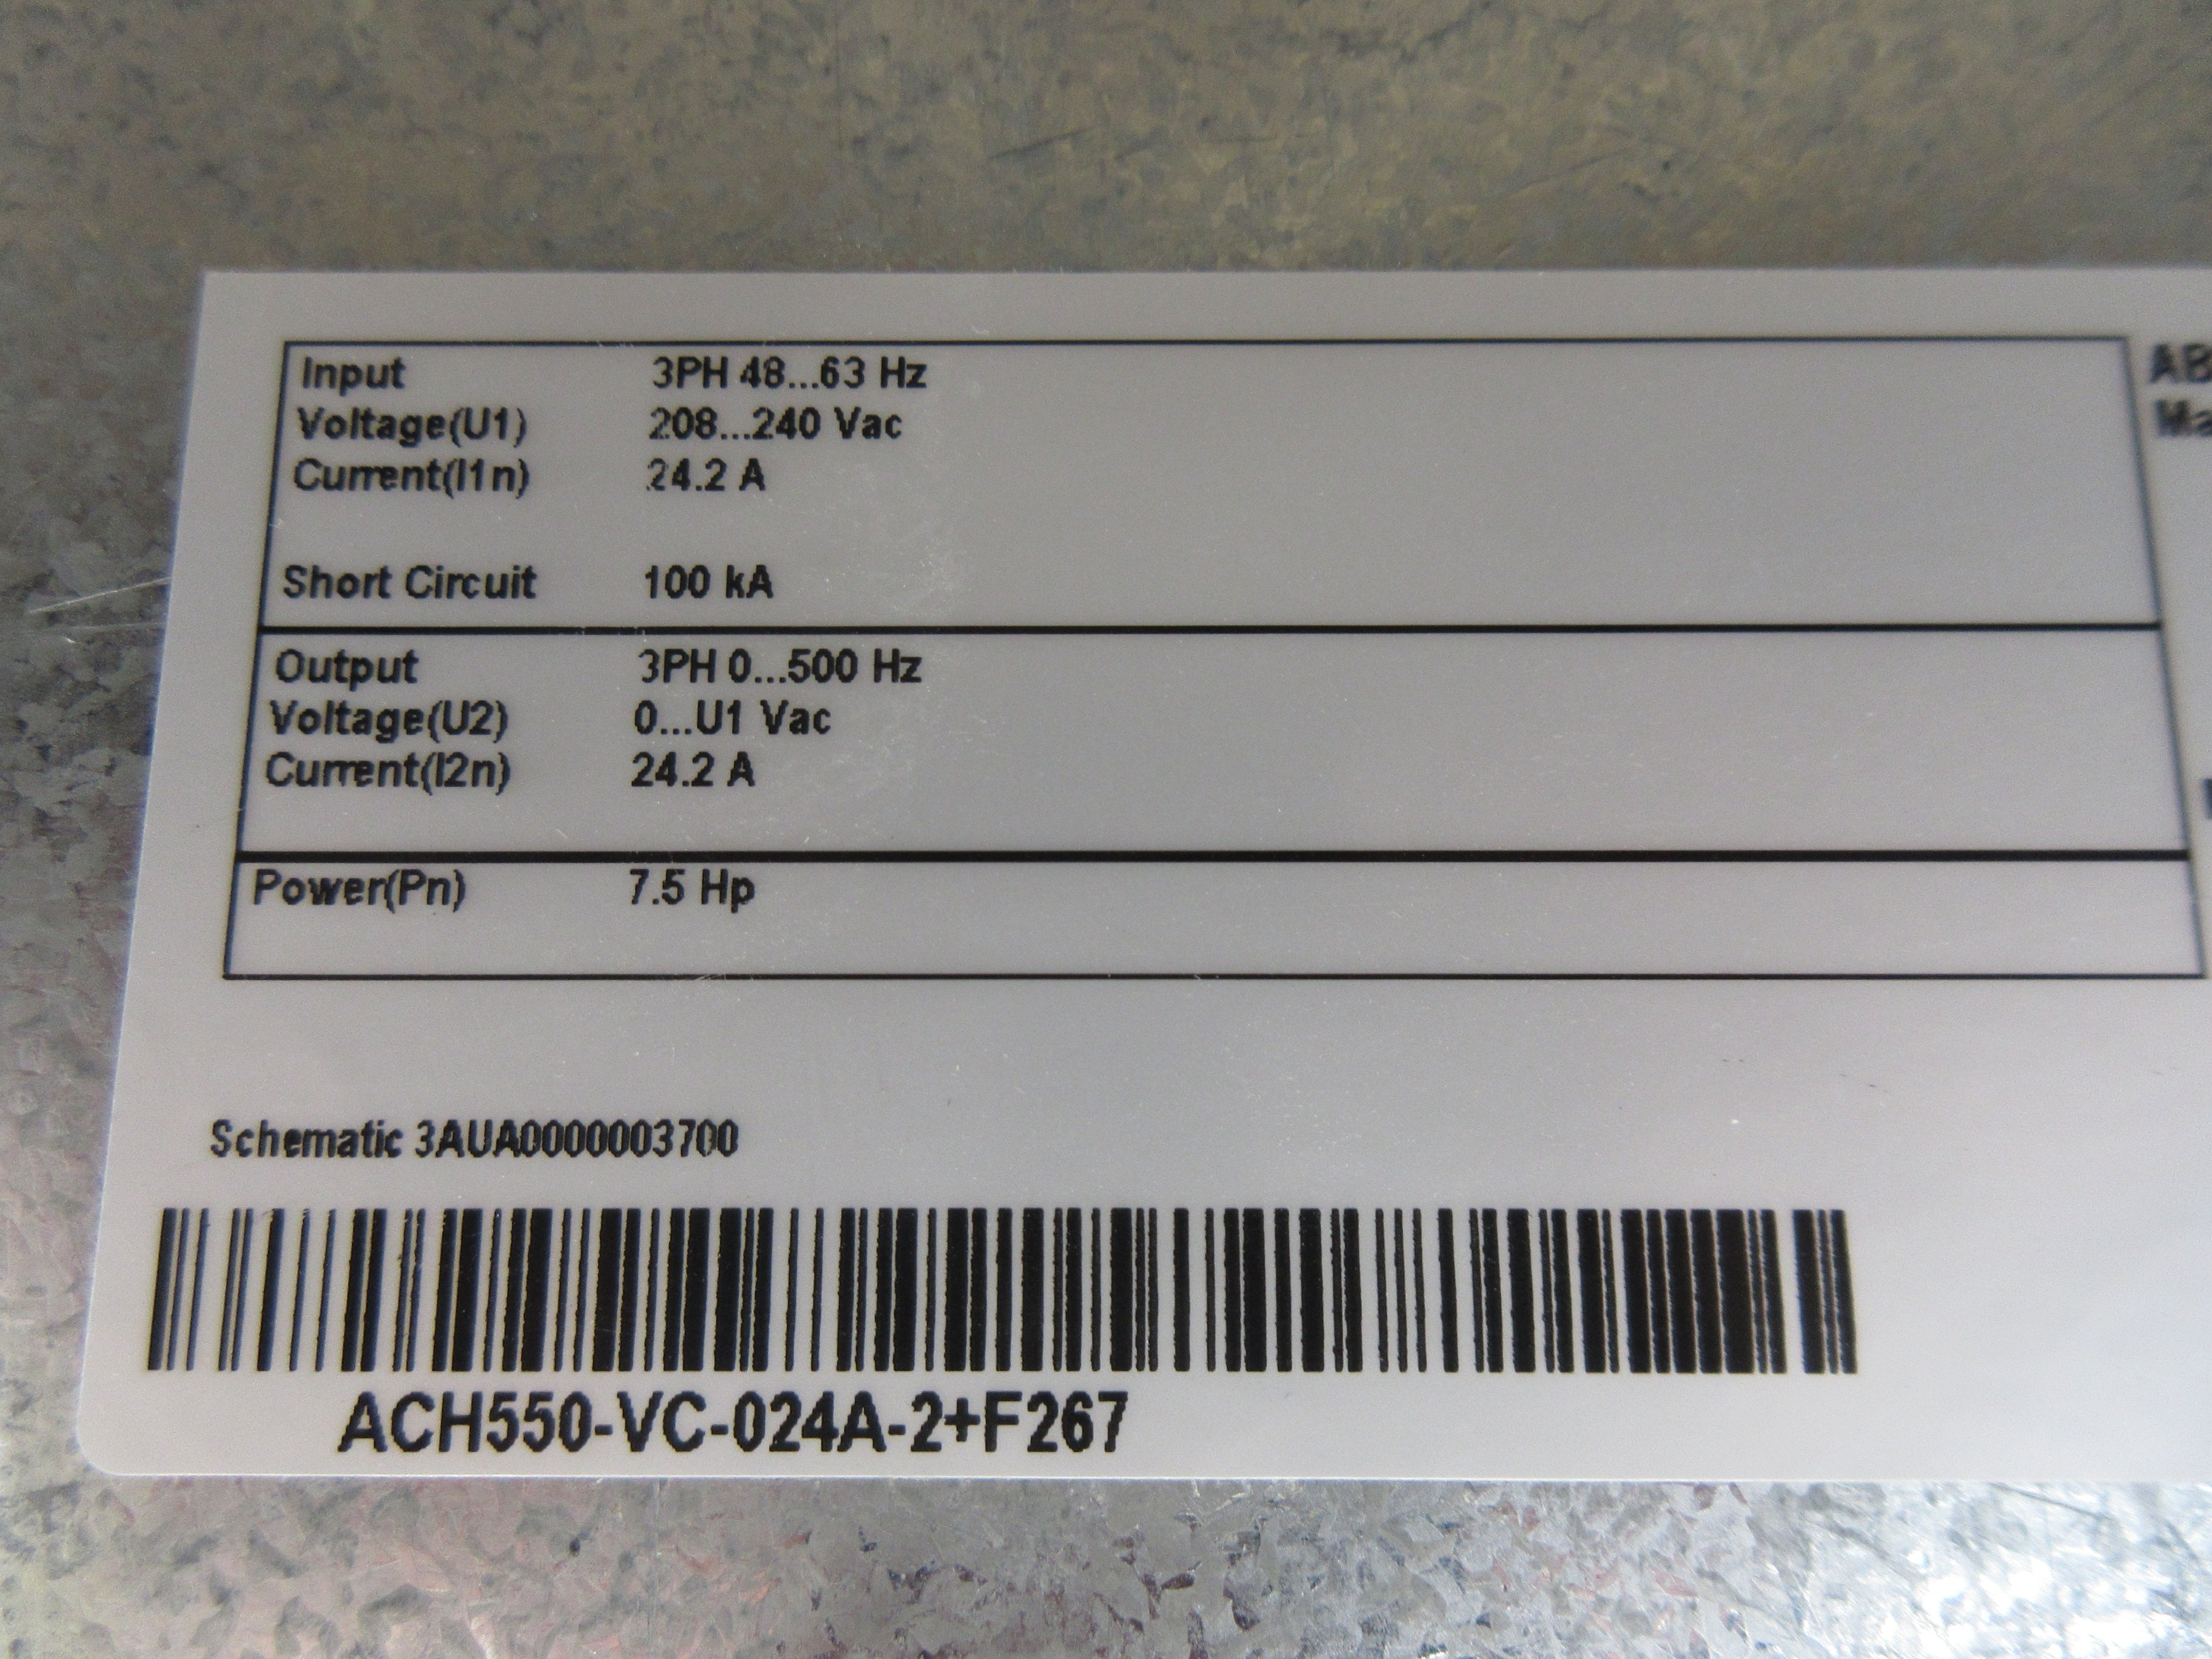 Input 3PH 48...63 Hz
Voltage(U1) 208...240 Vac
Current(I1n) 24.2 A
Short Circuit 100 kA
Output 3PH 0...500 Hz
Voltage(U2) 0...U1 Vac
Current(I2n) 24.2 A
Power(Pn) 7.5 Hp
Schematic 3AUA0000003700
ACH550-VC-024A-2+F267